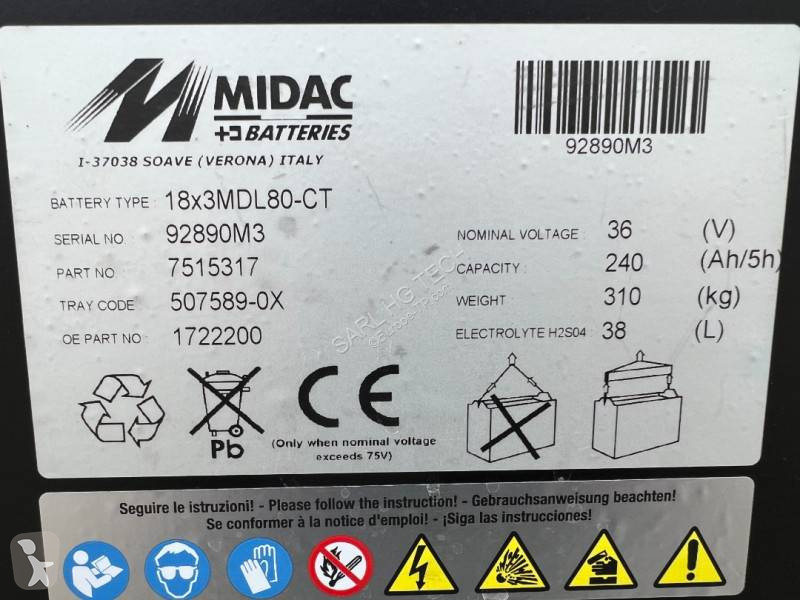 MIDAC
BATTERIES
I-37038 SOAVE (VERONA) ITALY
92890M3
BATTERY TYPE : 18x3MDL80-CT
SERIAL NO. 92890M3
PART NO : 7515317
TRAY CODE : 507589-0X
OE PART NO : 1722200
NOMINAL VOLTAGE : 36 (V)
CAPACITY : 240 (Ah/5h)
WEIGHT : 310 (kg)
ELECTROLYTE H2S04 : 38 (L)
Pb
CE
(Only when nominal voltage
exceeds 75V)
SARL HG TECH
Seguire le istruzioni! - Please follow the instruction! - Gebrauchsanweisung beachten!
Se conformer à la notice d'emploi! - ¡Siga las instrucciones!